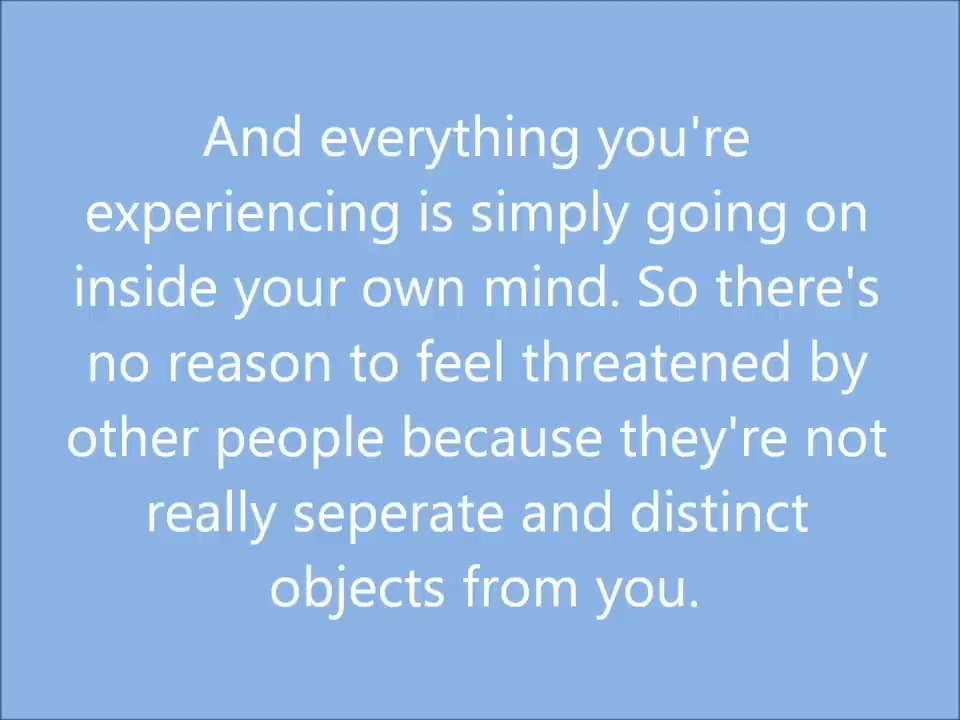 And everything you're
experiencing is simply going on
inside your own mind. So there's
no reason to feel threatened by
other people because they're not
really seperate and distinct
objects from you.